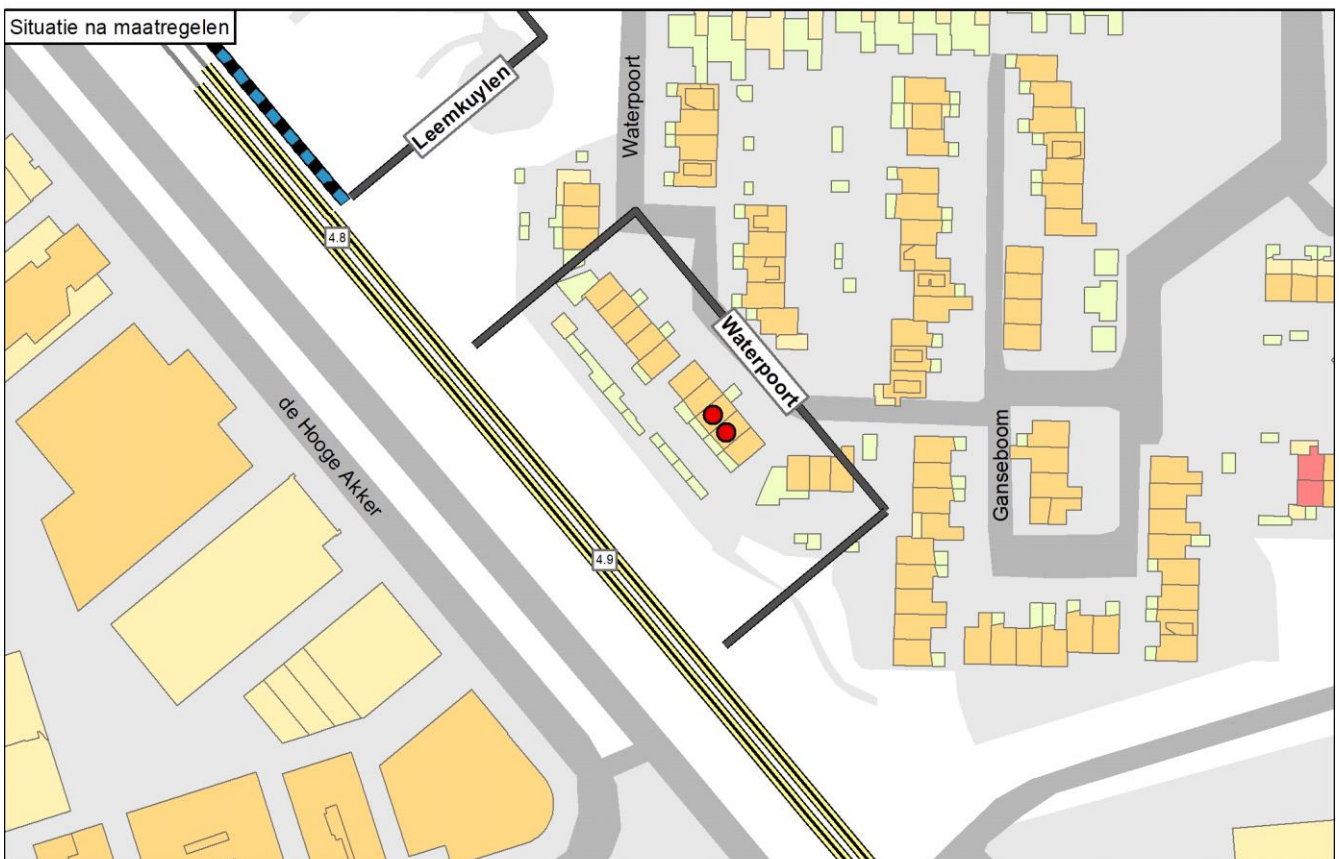 Situatie na maatregelen
Leemkuylen
Waterpoort
4.8
Waterpoort
de Hooge Akker
Ganseboom
4.9